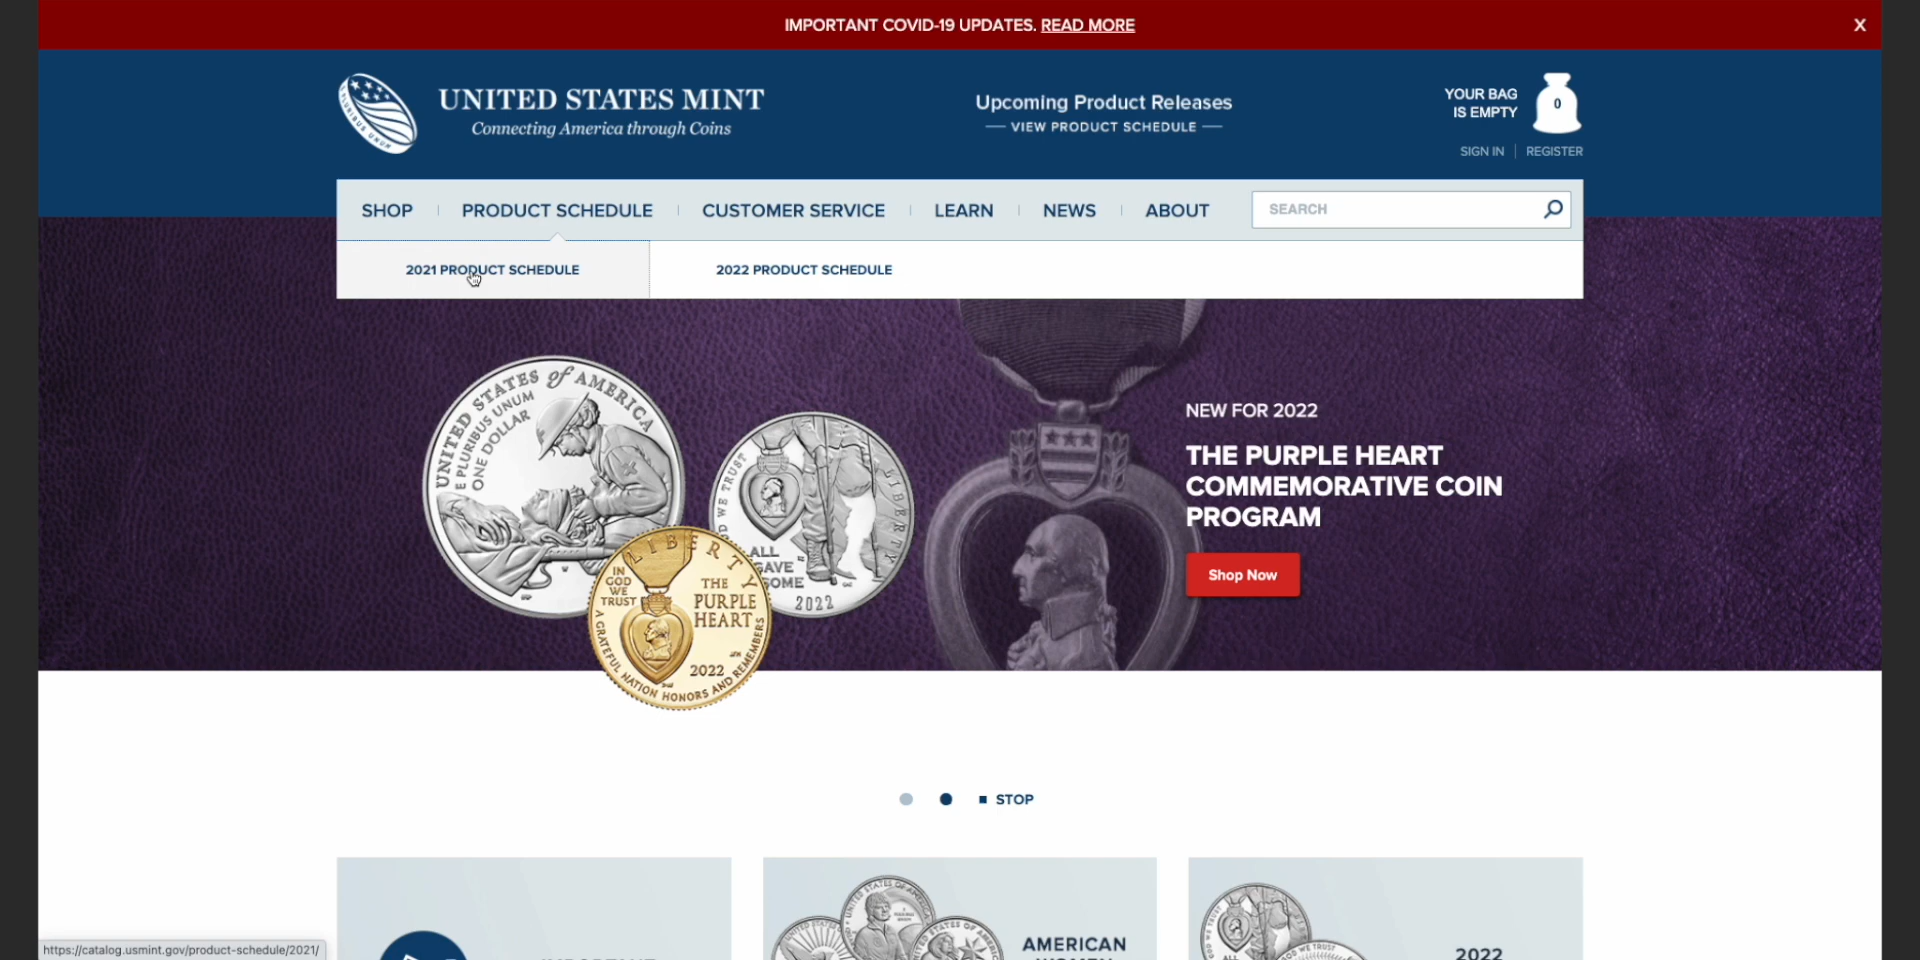 IMPORTANT COVID-19 UPDATES. READ MORE
X
UNITED STATES MINT
Connecting America through Coins
Upcoming Product Releases
VIEW PRODUCT SCHEDULE
YOUR BAG
IS EMPTY
0
SIGN IN
REGISTER
SHOP
PRODUCT SCHEDULE
CUSTOMER SERVICE
LEARN
NEWS
ABOUT
SEARCH
2021 PRODUCT SCHEDULE
2022 PRODUCT SCHEDULE
UNITED STATES of AMERICA
E PLURIBUS UNUM
ONE DOLLAR
WE TRUST
LIBERTY
ALL
GAVE
SOME
2022
LIBERTY
IN
GOD
WE
TRUST
THE
PURPLE
HEART
2022
A GRATEFUL NATION HONORS AND REMEMBERS
NEW FOR 2022
THE PURPLE HEART
COMMEMORATIVE COIN
PROGRAM
Shop Now
STOP
AMERICAN
2022
https://catalog.usmint.gov/product-schedule/2021/